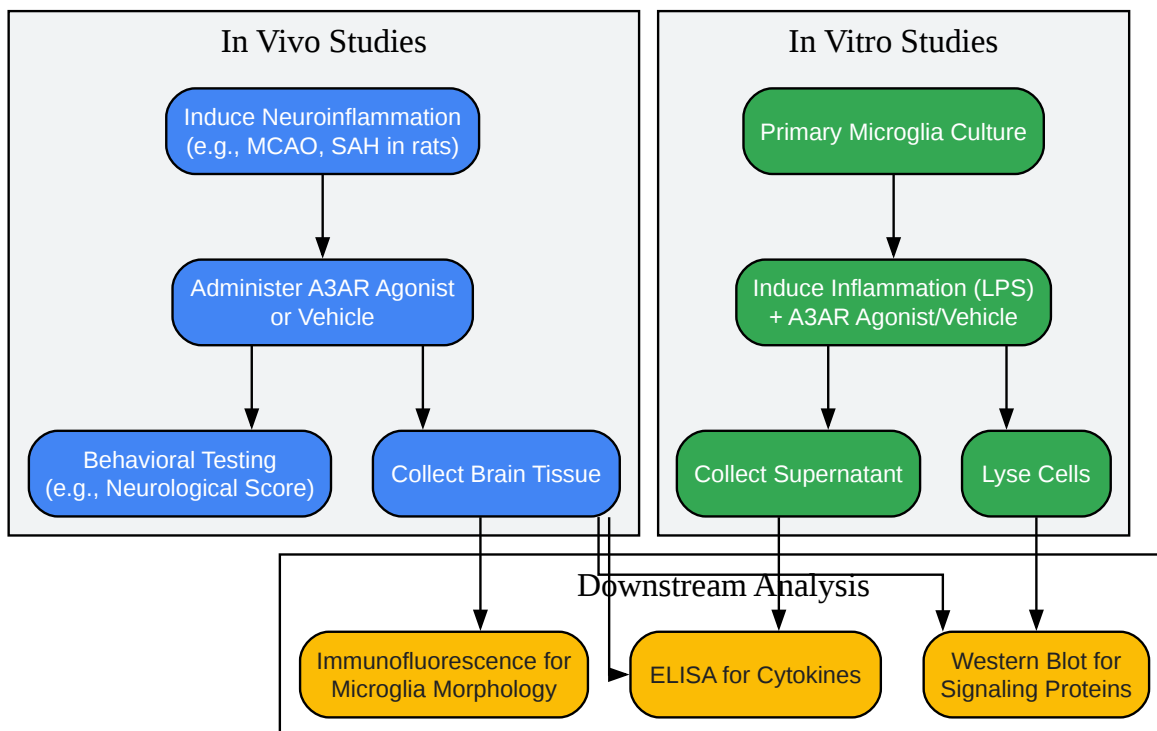 In Vivo Studies
Induce Neuroinflammation
(e.g., MCAO, SAH in rats)
Administer A3AR Agonist
or Vehicle
Behavioral Testing
(e.g., Neurological Score)
Collect Brain Tissue
In Vitro Studies
Primary Microglia Culture
Induce Inflammation (LPS)
+ A3AR Agonist/Vehicle
Collect Supernatant
Lyse Cells
Downstream Analysis
Immunofluorescence for
Microglia Morphology
ELISA for Cytokines
Western Blot for
Signaling Proteins